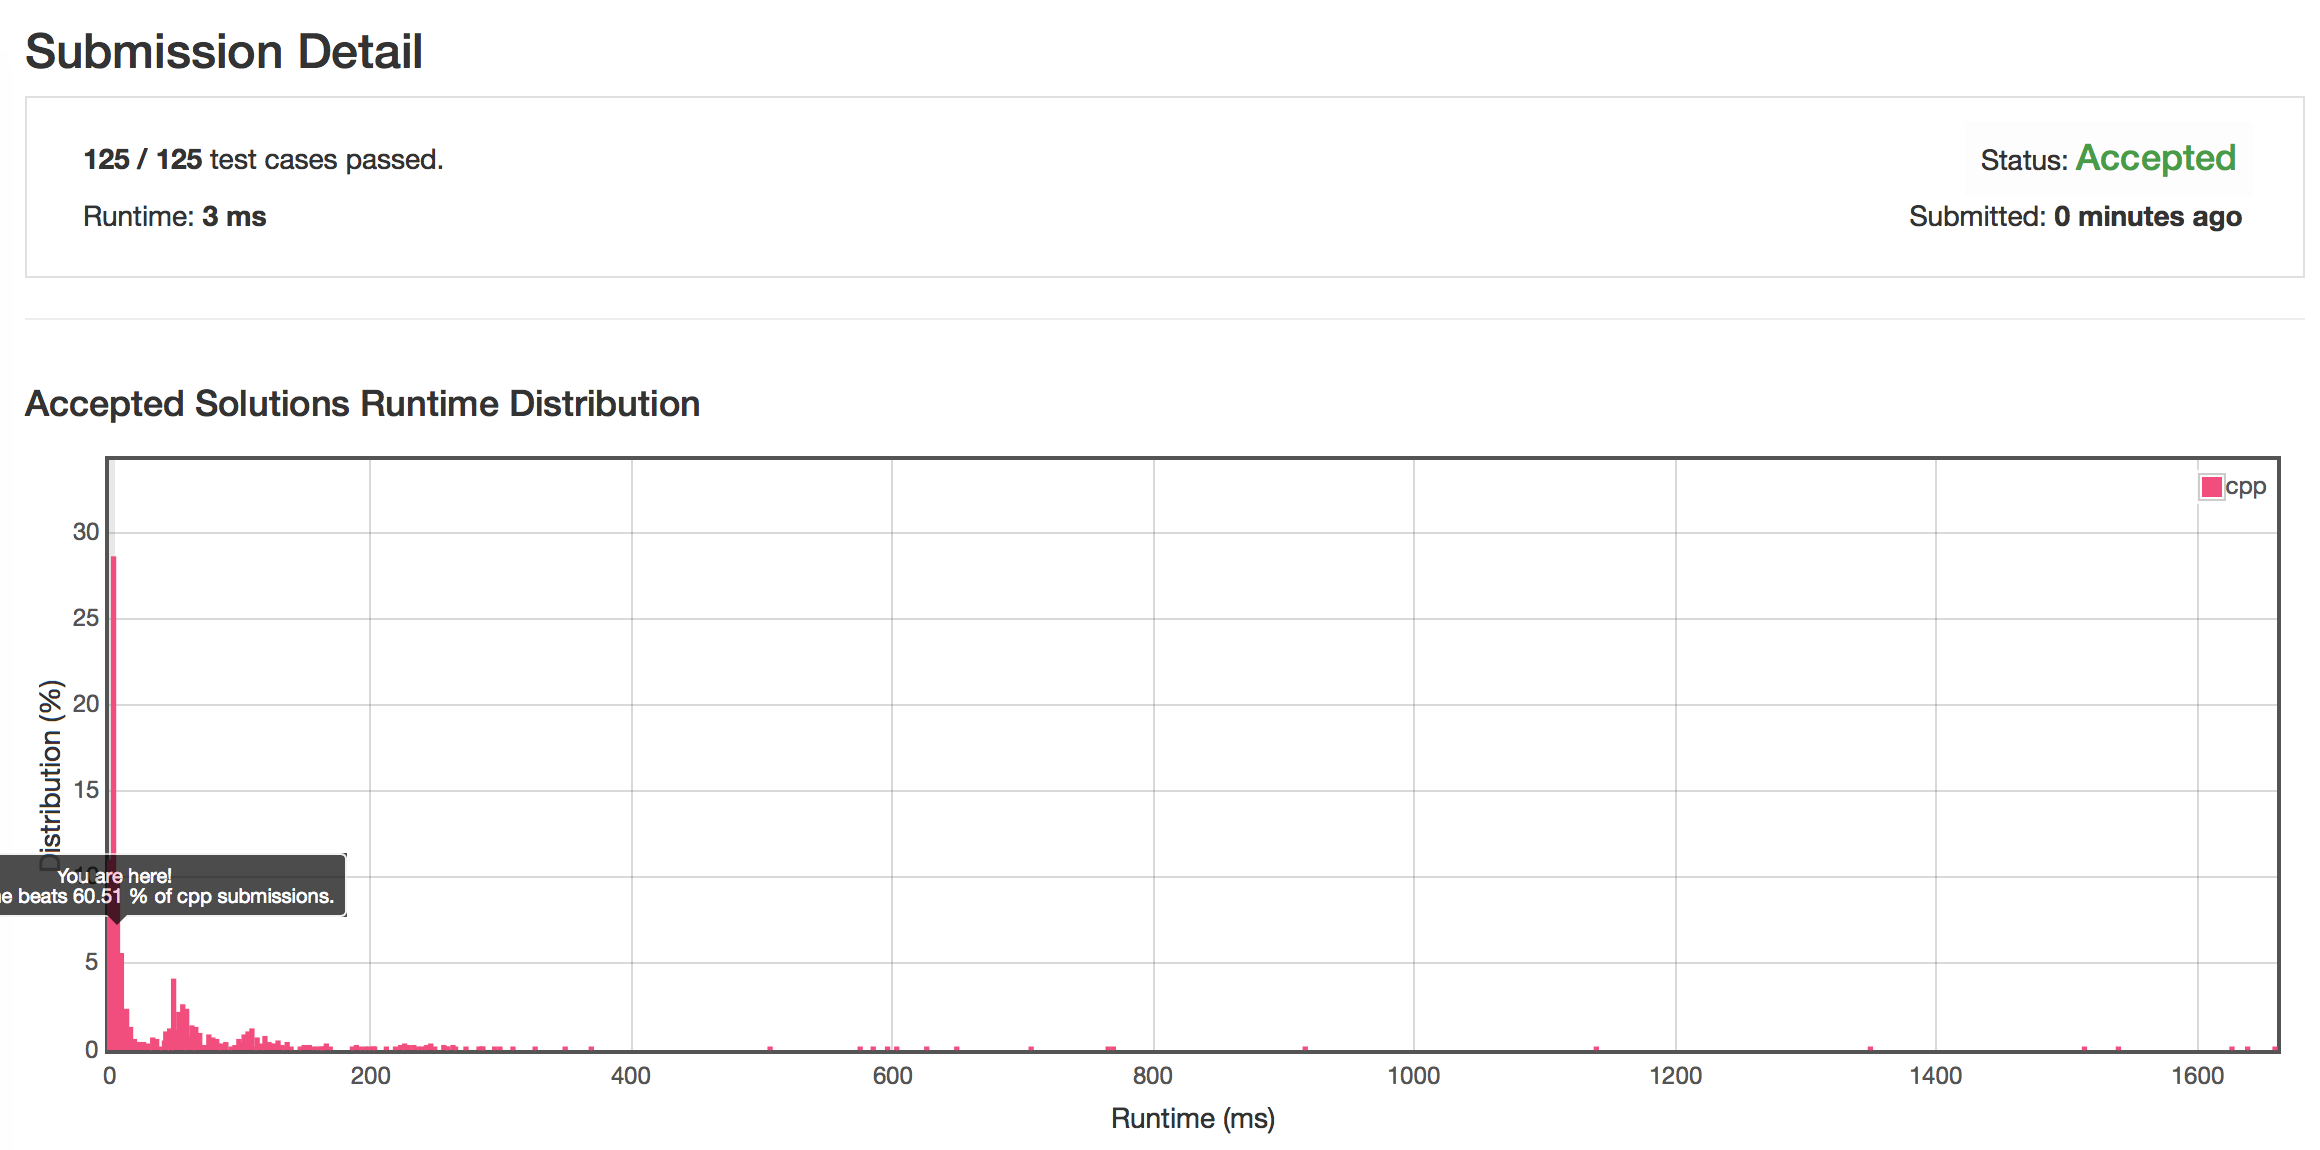 Submission Detail
125 / 125 test cases passed.
Status: Accepted
Runtime: 3 ms
Submitted: 0 minutes ago
Accepted Solutions Runtime Distribution
cpp
30
25
20
15
10
5
0
Distribution (%)
You are here!
beats 60.51 % of cpp submissions.
0 200 400 600 800 1000 1200 1400 1600
Runtime (ms)